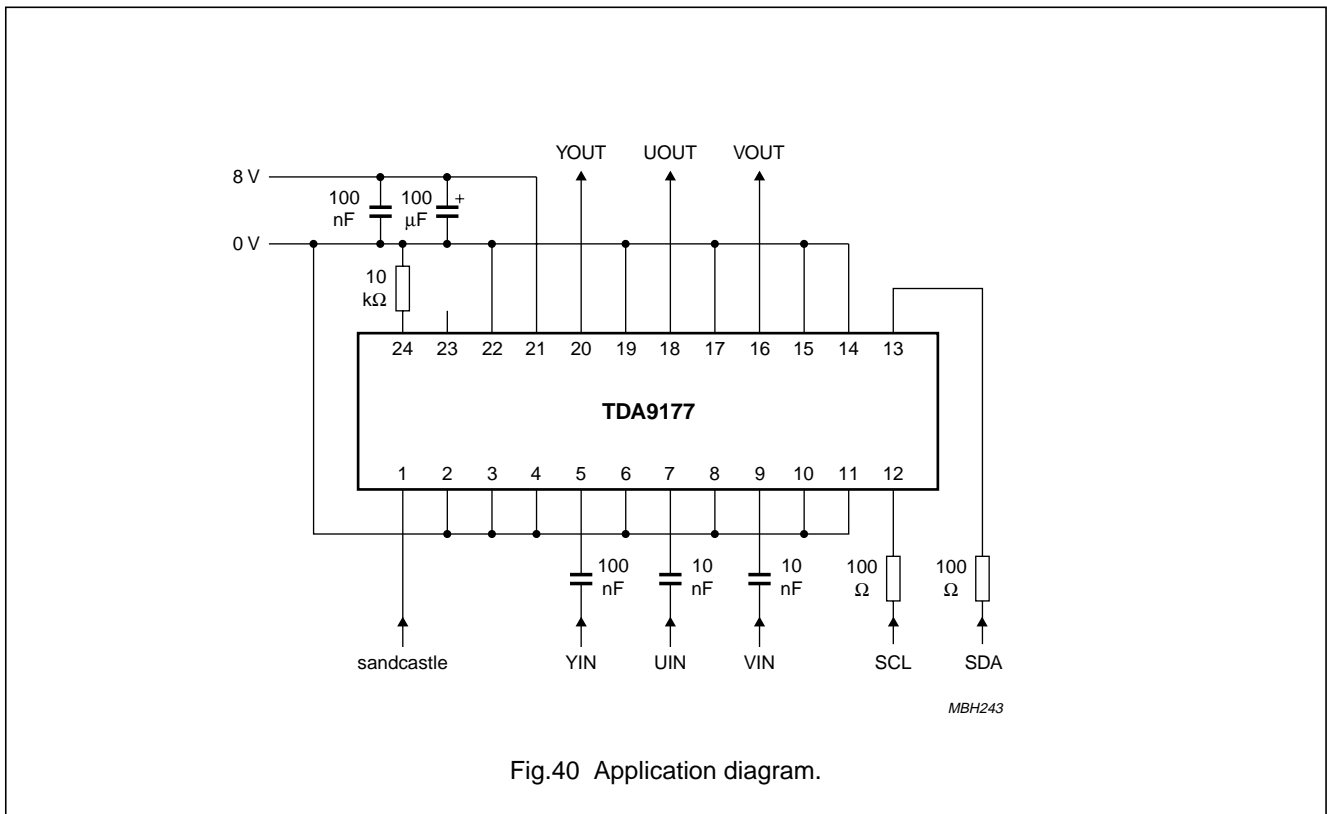 YOUT UOUT VOUT
8 V
100 nF
100 µF
+
0 V
10 kΩ
24 23 22 21 20 19 18 17 16 15 14 13
TDA9177
1 2 3 4 5 6 7 8 9 10 11 12
100 nF
10 nF
10 nF
100 Ω
100 Ω
sandcastle YIN UIN VIN SCL SDA
MBH243
Fig.40 Application diagram.